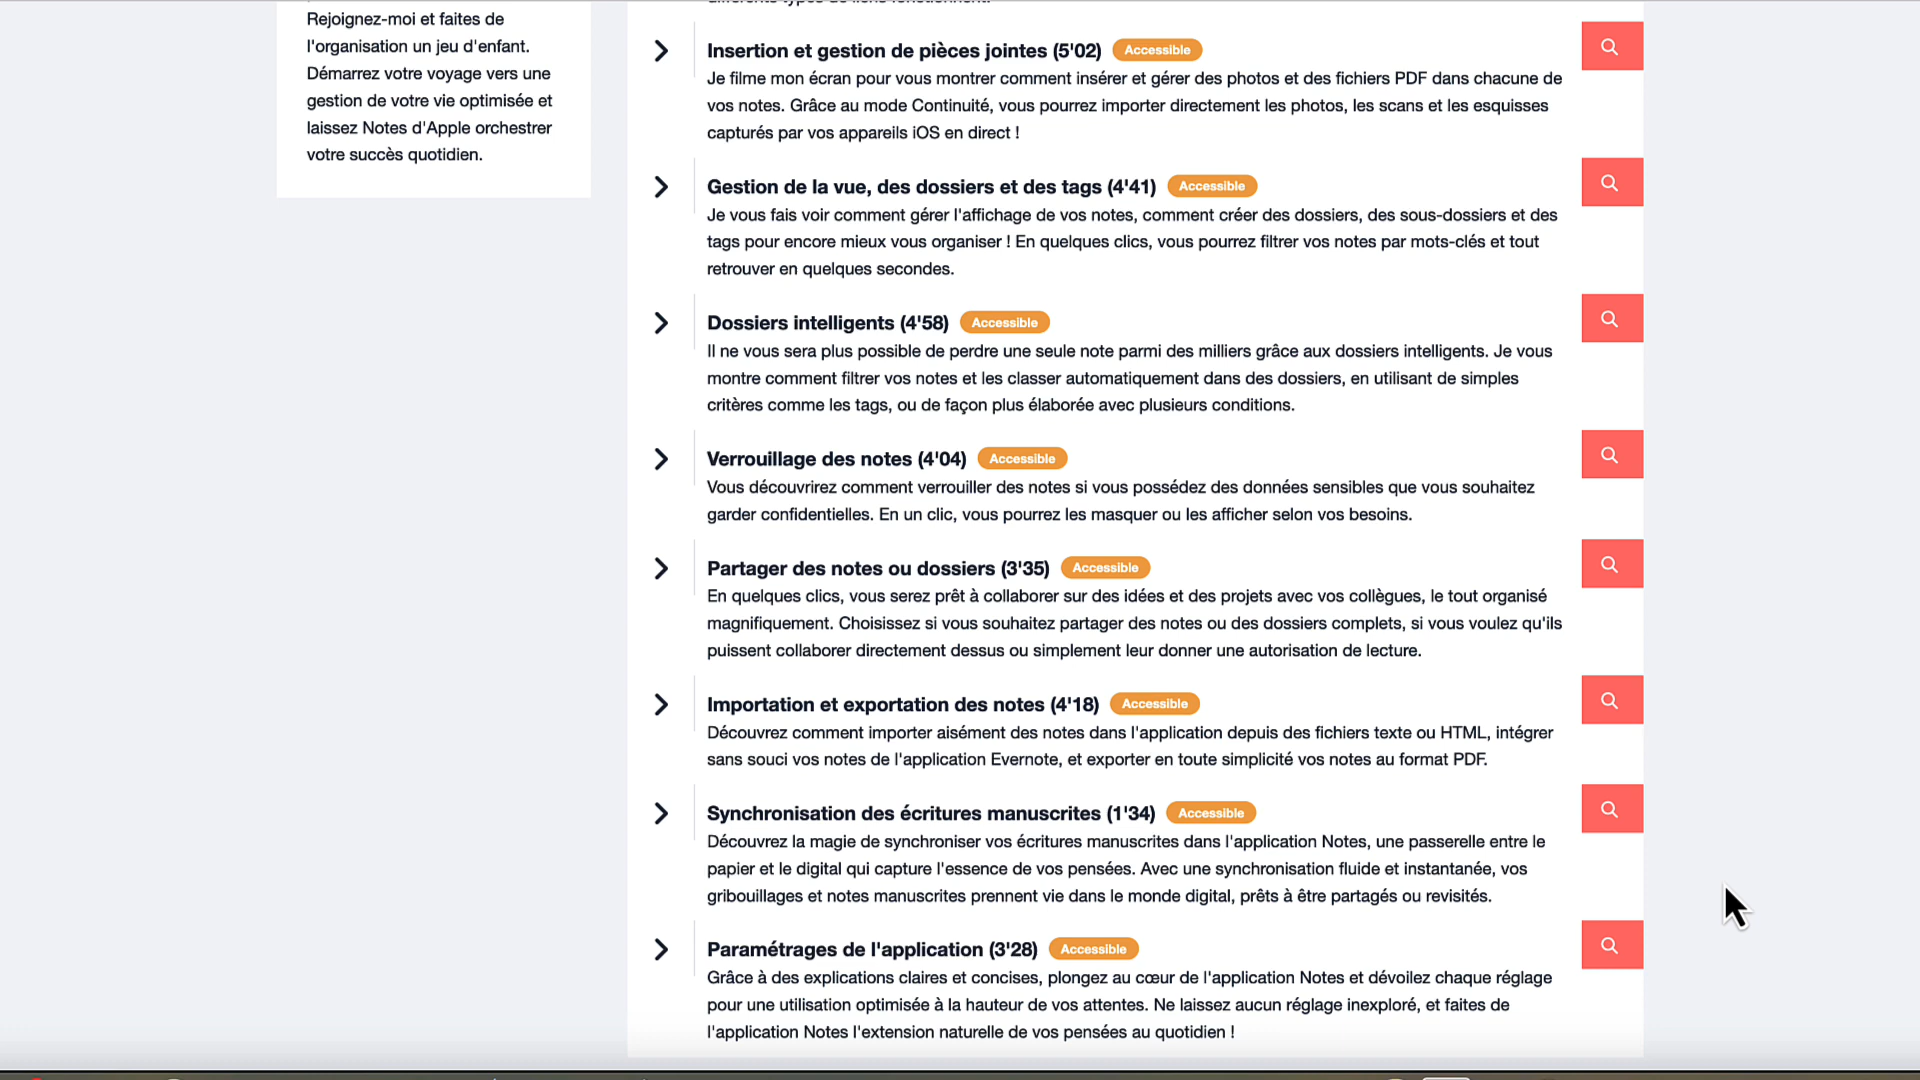 Rejoignez-moi et faites de
l'organisation un jeu d'enfant.
Démarrez votre voyage vers une
gestion de votre vie optimisée et
laissez Notes d'Apple orchestrer
votre succès quotidien.
Insertion et gestion de pièces jointes (5'02) Accessible
Je filme mon écran pour vous montrer comment insérer et gérer des photos et des fichiers PDF dans chacune de
vos notes. Grâce au mode Continuité, vous pourrez importer directement les photos, les scans et les esquisses
capturés par vos appareils iOS en direct !
Gestion de la vue, des dossiers et des tags (4'41) Accessible
Je vous fais voir comment gérer l'affichage de vos notes, comment créer des dossiers, des sous-dossiers et des
tags pour encore mieux vous organiser ! En quelques clics, vous pourrez filtrer vos notes par mots-clés et tout
retrouver en quelques secondes.
Dossiers intelligents (4'58) Accessible
Il ne vous sera plus possible de perdre une seule note parmi des milliers grâce aux dossiers intelligents. Je vous
montre comment filtrer vos notes et les classer automatiquement dans des dossiers, en utilisant de simples
critères comme les tags, ou de façon plus élaborée avec plusieurs conditions.
Verrouillage des notes (4'04) Accessible
Vous découvrirez comment verrouiller des notes si vous possédez des données sensibles que vous souhaitez
garder confidentielles. En un clic, vous pourrez les masquer ou les afficher selon vos besoins.
Partager des notes ou dossiers (3'35) Accessible
En quelques clics, vous serez prêt à collaborer sur des idées et des projets avec vos collègues, le tout organisé
magnifiquement. Choisissez si vous souhaitez partager des notes ou des dossiers complets, si vous voulez qu'ils
puissent collaborer directement dessus ou simplement leur donner une autorisation de lecture.
Importation et exportation des notes (4'18) Accessible
Découvrez comment importer aisément des notes dans l'application depuis des fichiers texte ou HTML, intégrer
sans souci vos notes de l'application Evernote, et exporter en toute simplicité vos notes au format PDF.
Synchronisation des écritures manuscrites (1'34) Accessible
Découvrez la magie de synchroniser vos écritures manuscrites dans l'application Notes, une passerelle entre le
papier et le digital qui capture l'essence de vos pensées. Avec une synchronisation fluide et instantanée, vos
gribouillages et notes manuscrites prennent vie dans le monde digital, prêts à être partagés ou revisités.
Paramétrages de l'application (3'28) Accessible
Grâce à des explications claires et concises, plongez au cœur de l'application Notes et dévoilez chaque réglage
pour une utilisation optimisée à la hauteur de vos attentes. Ne laissez aucun réglage inexploré, et faites de
l'application Notes l'extension naturelle de vos pensées au quotidien !